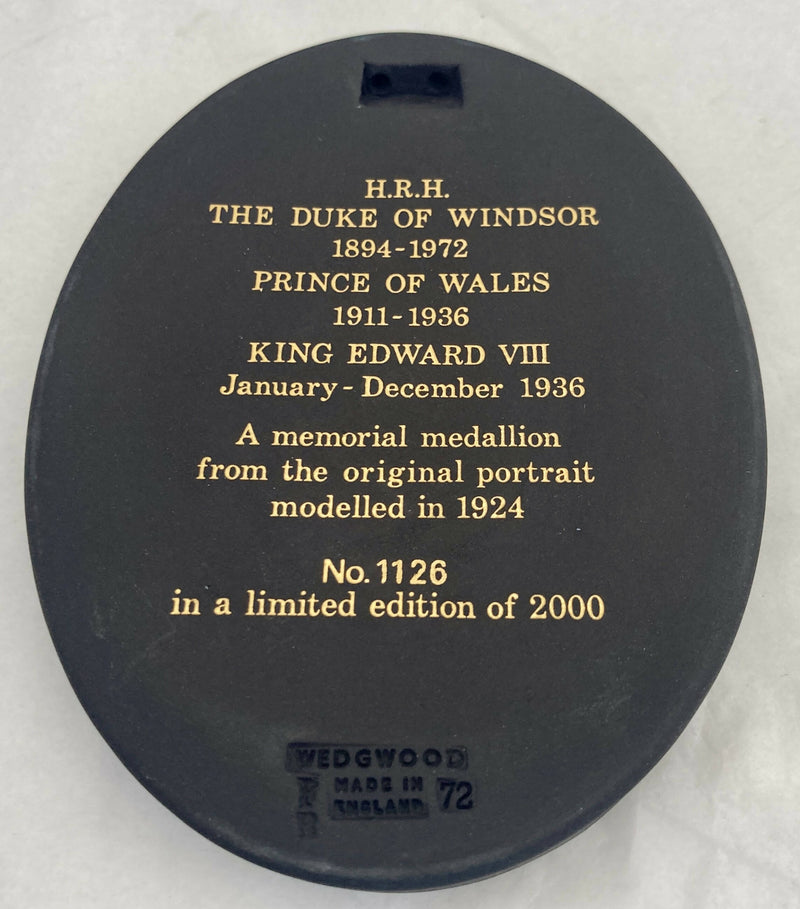 H.R.H.
THE DUKE OF WINDSOR
1894-1972
PRINCE OF WALES
1911-1936
KING EDWARD VIII
January - December 1936
A memorial medallion
from the original portrait
modelled in 1924
No. 1126
in a limited edition of 2000
WEDGWOOD
MADE IN
ENGLAND
72